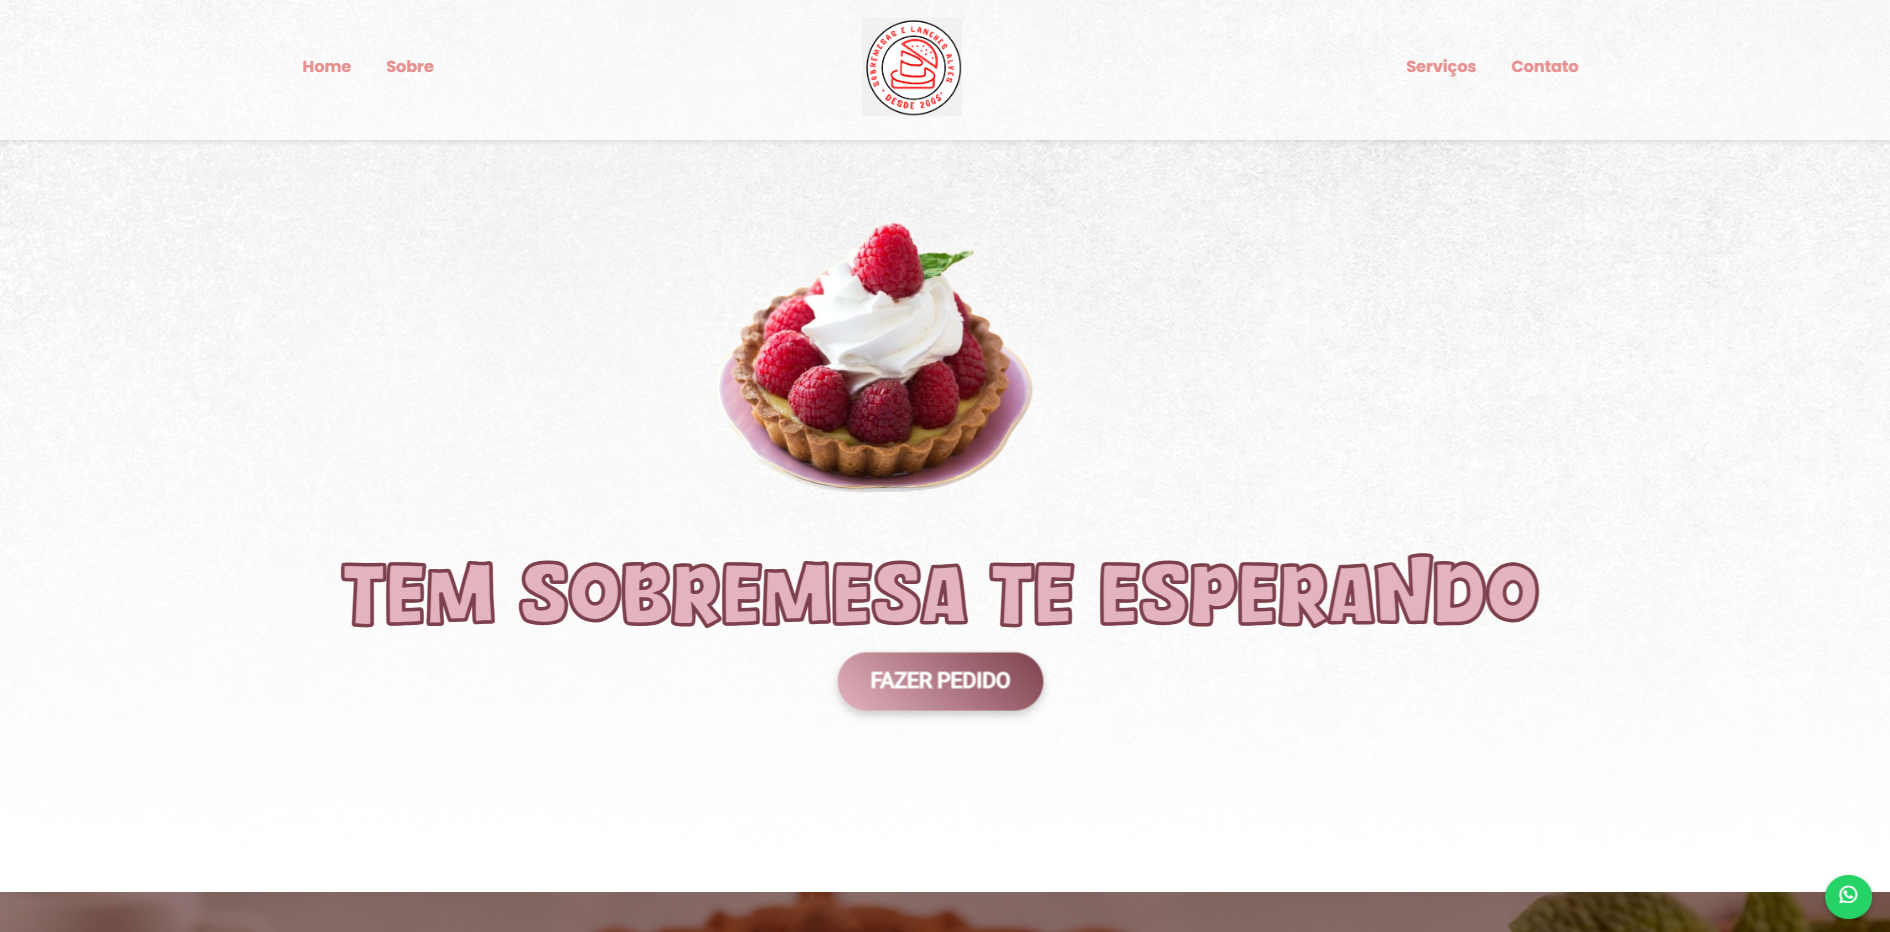 Home Sobre SOBREMESAS E LANCHES ALVES Serviços Contato
• DESDE 2005•
TEM SOBREMESA TE ESPERANDO
FAZER PEDIDO